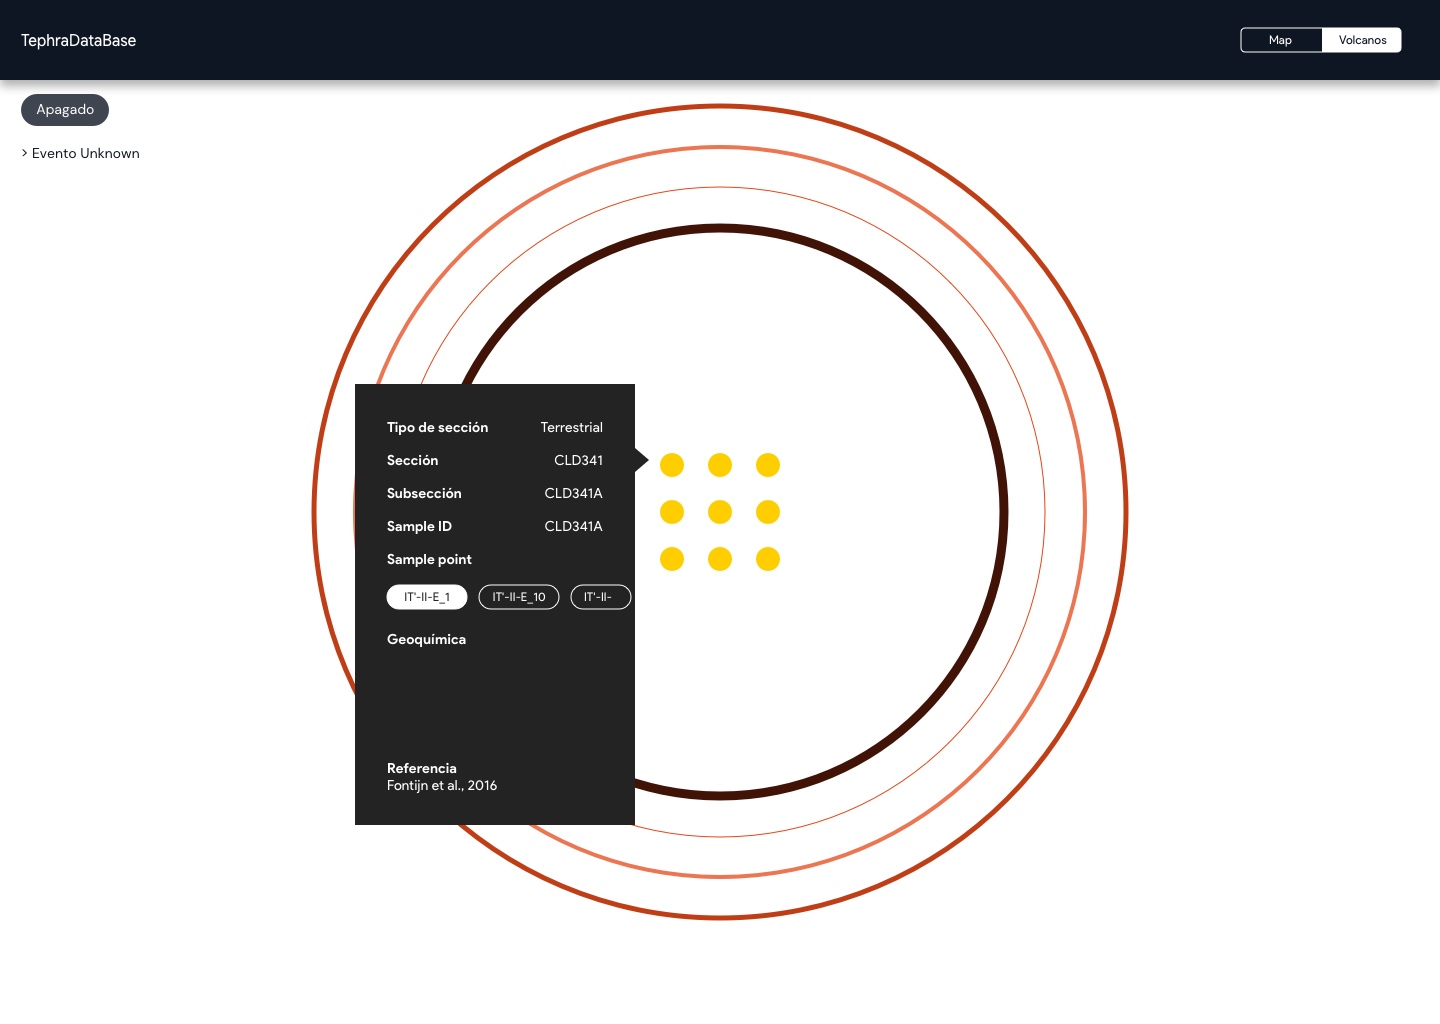 TephraDataBase
Map Volcanos
Apagado
> Evento Unknown
Tipo de sección Terrestrial
Sección CLD341
Subsección CLD341A
Sample ID CLD341A
Sample point
IT'-II-E_1 IT'-II-E_10 IT'-II-
Geoquímica
Referencia
Fontijn et al., 2016